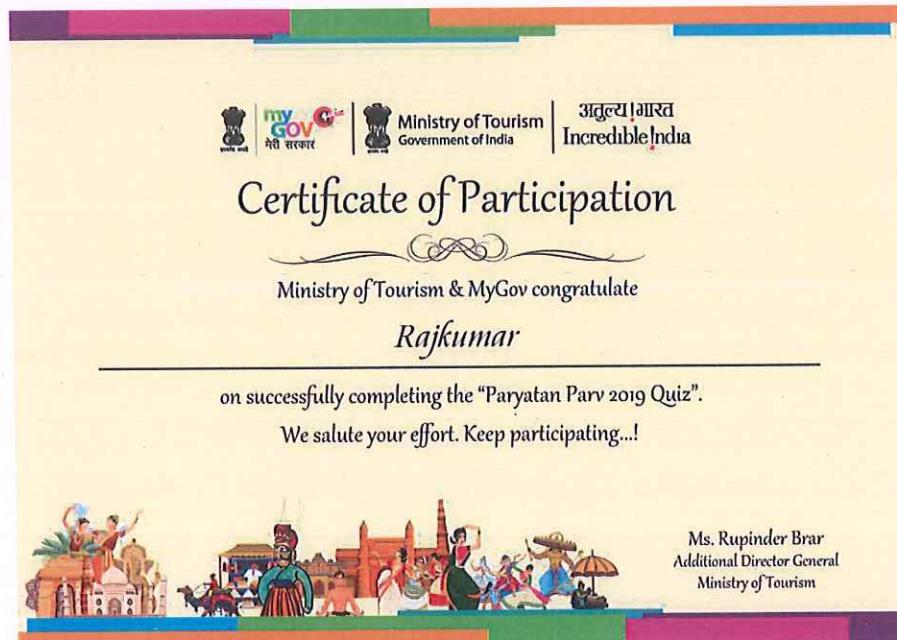 my
GOV
मेरी सरकार
Ministry of Tourism
Government of India
अतुल्य!भारत
Incredible!ndia
Certificate of Participation
Ministry of Tourism & MyGov congratulate
Rajkumar
on successfully completing the “Paryatan Parv 2019 Quiz”.
We salute your effort. Keep participating...!
Ms. Rupinder Brar
Additional Director General
Ministry of Tourism